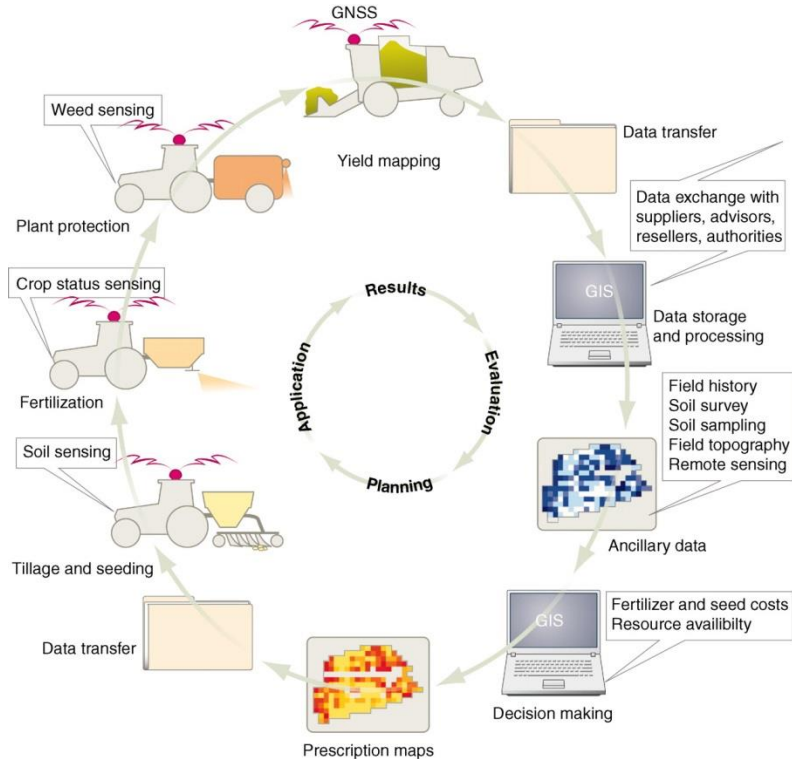 GNSS
Yield mapping
Data transfer
Data exchange with
suppliers, advisors,
resellers, authorities
GIS
Data storage
and processing
Field history
Soil survey
Soil sampling
Field topography
Remote sensing
Ancillary data
Fertilizer and seed costs
Resource availibilty
GIS
Decision making
Prescription maps
Data transfer
Soil sensing
Tillage and seeding
Crop status sensing
Fertilization
Weed sensing
Plant protection
Results
Evaluation
Planning
Application